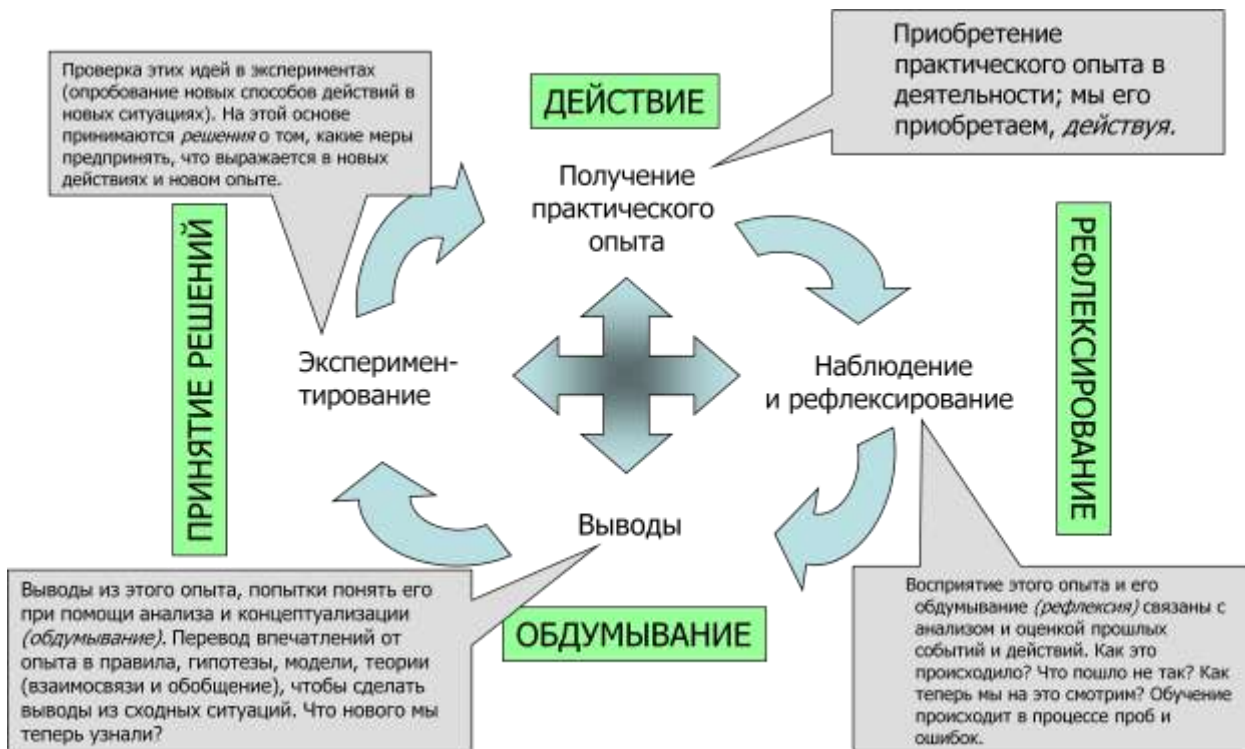 Проверка этих идей в экспериментах
(опробование новых способов действий в
новых ситуациях). На этой основе
принимаются решения о том, какие меры
предпринять, что выражается в новых
действиях и новом опыте.
ДЕЙСТВИЕ
Приобретение
практического опыта в
деятельности; мы его
приобретаем, действуя.
Получение
практического
опыта
ПРИНЯТИЕ РЕШЕНИЙ
РЕФЛЕКСИРОВАНИЕ
Эксперимен-
тирование
Наблюдение
и рефлексирование
Выводы
Выводы из этого опыта, попытки понять его
при помощи анализа и концептуализации
(обдумывание). Перевод впечатлений от
опыта в правила, гипотезы, модели, теории
(взаимосвязи и обобщение), чтобы сделать
выводы из сходных ситуаций. Что нового мы
теперь узнали?
ОБДУМЫВАНИЕ
Восприятие этого опыта и его
обдумывание (рефлексия) связаны с
анализом и оценкой прошлых
событий и действий. Как это
происходило? Что пошло не так? Как
теперь мы на это смотрим? Обучение
происходит в процессе проб и
ошибок.